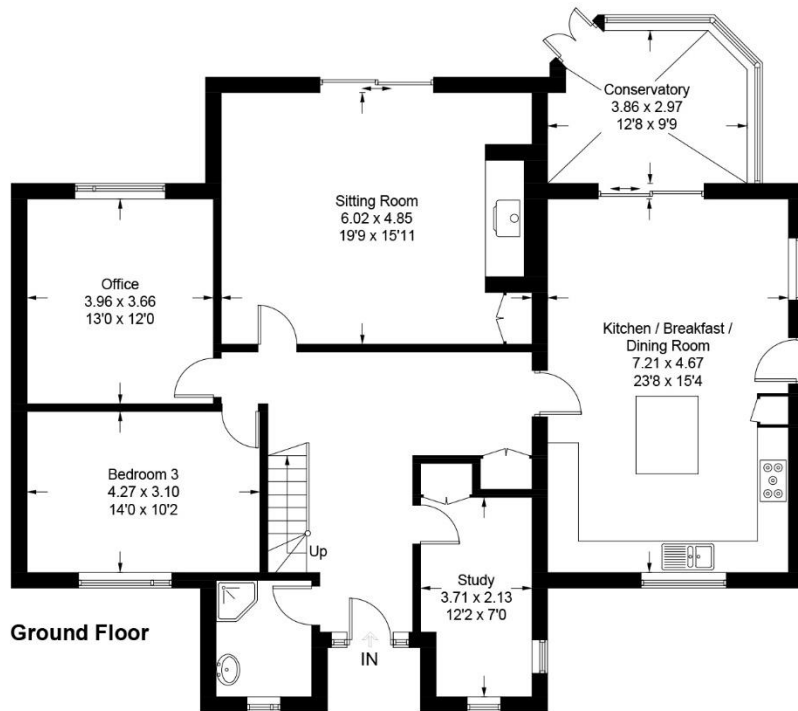 Conservatory
3.86 x 2.97
12'8 x 9'9
Sitting Room
6.02 x 4.85
19'9 x 15'11
Office
3.96 x 3.66
13'0 x 12'0
Kitchen / Breakfast /
Dining Room
7.21 x 4.67
23'8 x 15'4
Bedroom 3
4.27 x 3.10
14'0 x 10'2
Up
Study
3.71 x 2.13
12'2 x 7'0
Ground Floor
IN